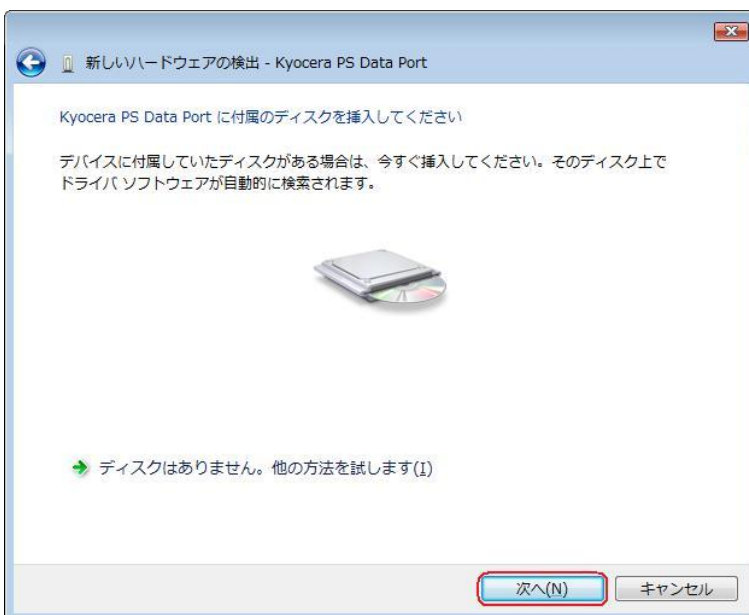 新しいハードウェアの検出 - Kyocera PS Data Port
Kyocera PS Data Port に付属のディスクを挿入してください
デバイスに付属していたディスクがある場合は、今すぐ挿入してください。そのディスク上で
ドライバ ソフトウェアが自動的に検索されます。
ディスクはありません。他の方法を試します(I)
次へ(N) キャンセル